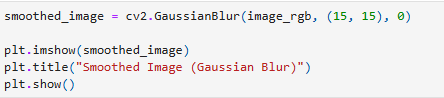 smoothed_image = cv2.GaussianBlur(image_rgb, (15, 15), 0)
plt.imshow(smoothed_image)
plt.title("Smoothed Image (Gaussian Blur)")
plt.show()